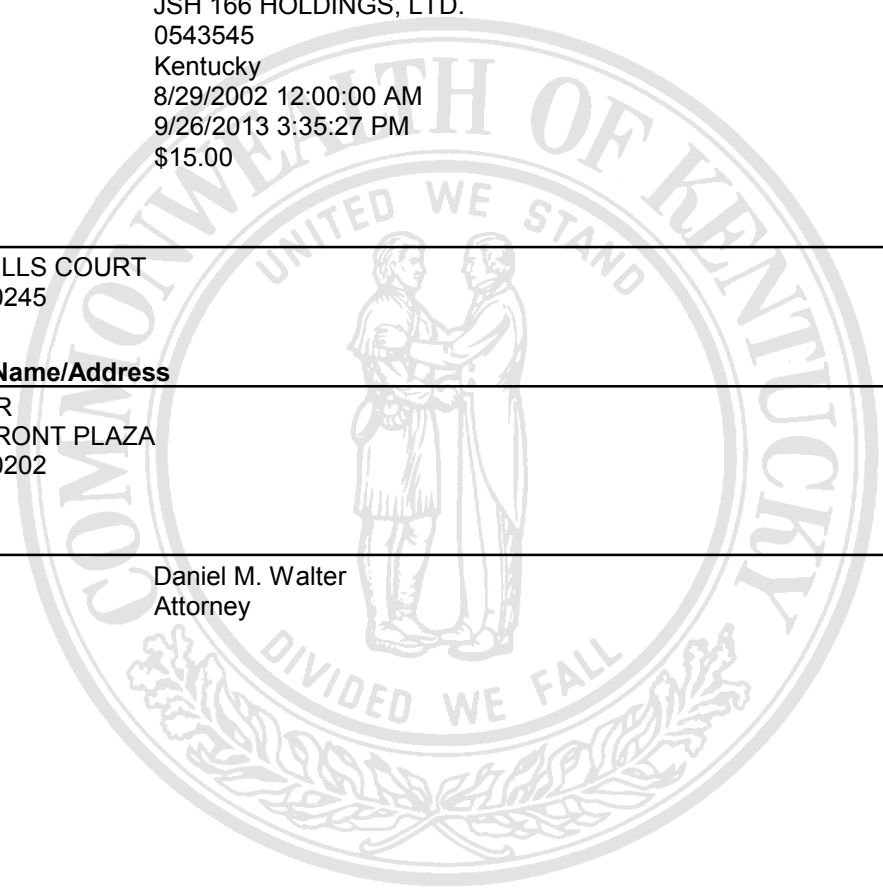 JSH 166 HOLDINGS, LTD.
0543545
Kentucky
8/29/2002 12:00:00 AM
9/26/2013 3:35:27 PM
$15.00
COMMONWEALTH OF KENTUCKY
UNITED WE STAND
LLS COURT
0245
Name/Address
R
RONT PLAZA
0202
Daniel M. Walter
Attorney
DIVIDED WE FALL